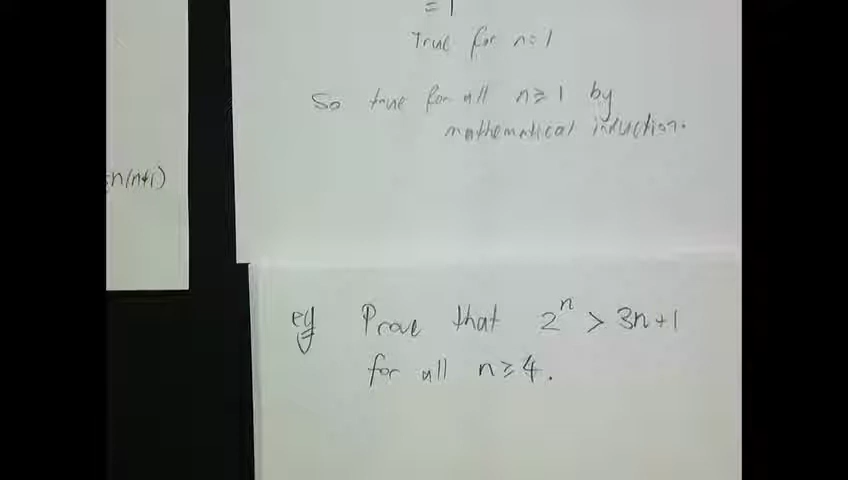 = 1
True for n=1
So true for all n ≥ 1 by
mathematical induction.
n(n+1)
eg Prove that 2^n > 3n+1
for all n ≥ 4.